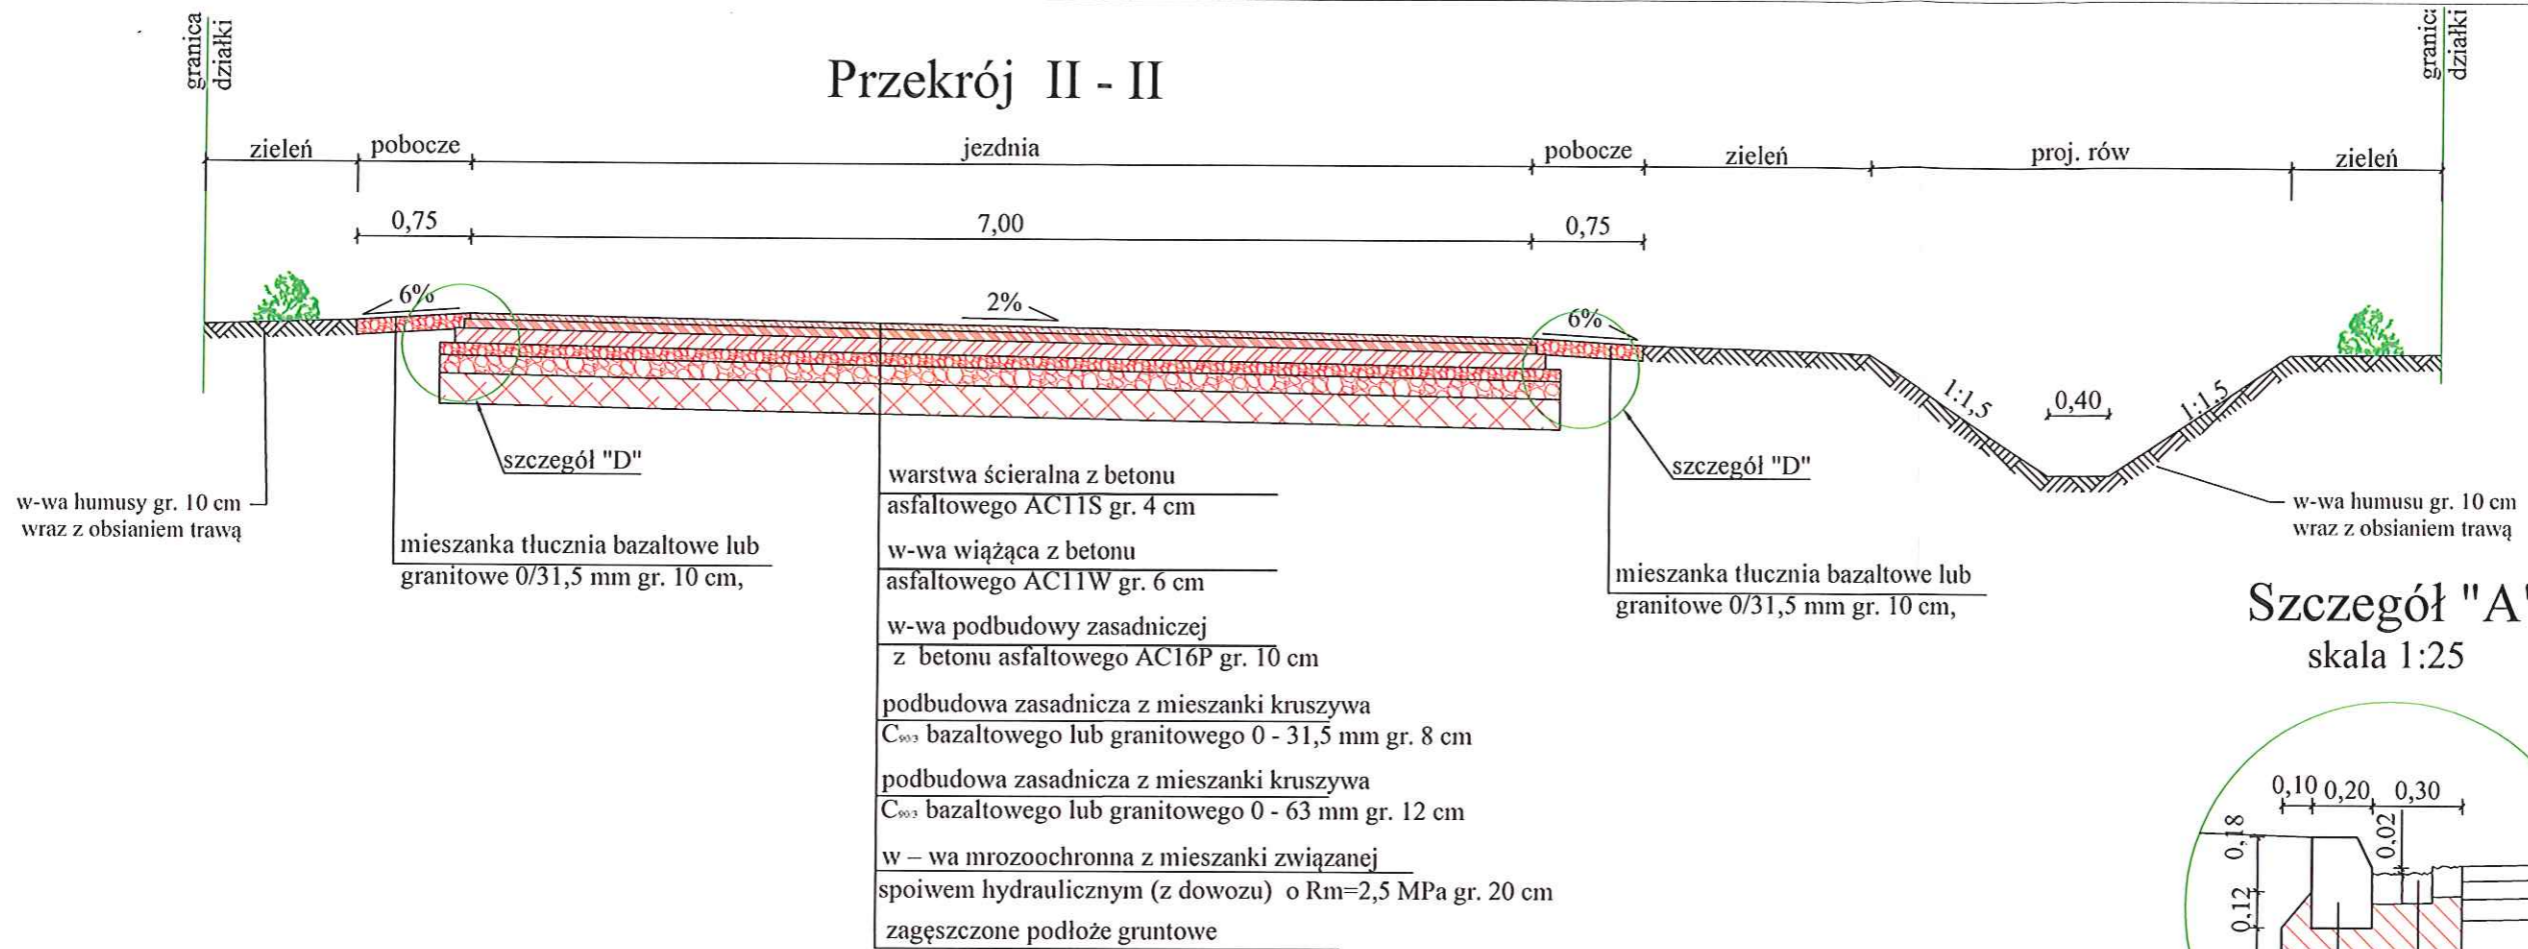 granica
działki
granic
działki
Przekrój II - II
zieleń pobocze jezdnia pobocze zieleń proj. rów zieleń
0,75 7,00 0,75
6% 2% 6%
1:1,5 0,40 1:1,5
szczegół "D"
szczegół "D"
w-wa humusy gr. 10 cm
wraz z obsianiem trawą
mieszanka tłucznia bazaltowe lub
granitowe 0/31,5 mm gr. 10 cm,
warstwa ścieralna z betonu
asfaltowego AC11S gr. 4 cm
w-wa wiążąca z betonu
asfaltowego AC11W gr. 6 cm
w-wa podbudowy zasadniczej
z betonu asfaltowego AC16P gr. 10 cm
podbudowa zasadnicza z mieszanki kruszywa
C90/3 bazaltowego lub granitowego 0 - 31,5 mm gr. 8 cm
podbudowa zasadnicza z mieszanki kruszywa
C90/3 bazaltowego lub granitowego 0 - 63 mm gr. 12 cm
w – wa mrozoochronna z mieszanki związanej
spoiwem hydraulicznym (z dowozu) o Rm=2,5 MPa gr. 20 cm
zagęszczone podłoże gruntowe
mieszanka tłucznia bazaltowe lub
granitowe 0/31,5 mm gr. 10 cm,
w-wa humusu gr. 10 cm
wraz z obsianiem trawą
Szczegół "A"
skala 1:25
0,10 0,20 0,30
0,18
0,02
0,12